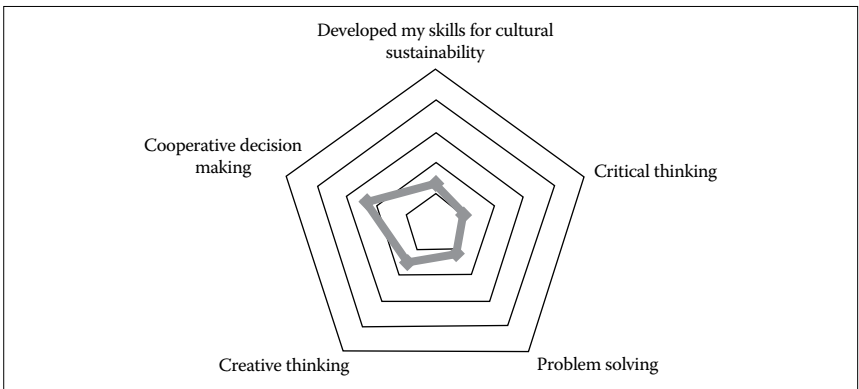 Developed my skills for cultural
sustainability
Cooperative decision
making
Critical thinking
Creative thinking
Problem solving